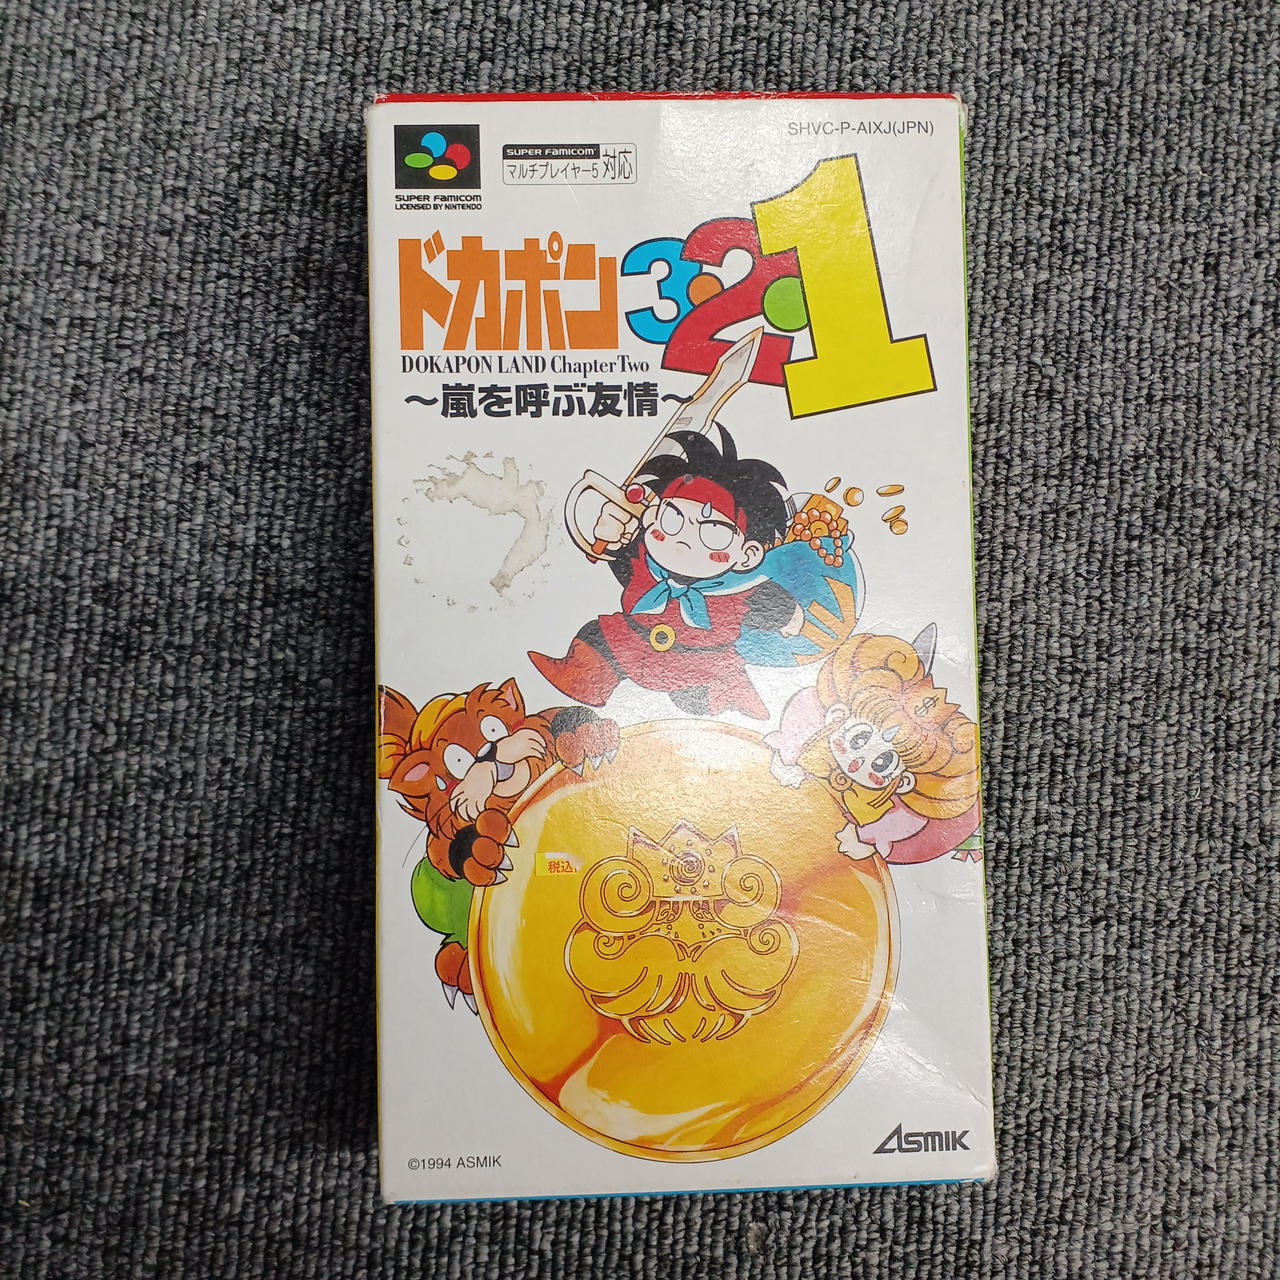 SHVC-P-AIXJ(JPN)
SUPER FAMICOM
マルチプレイヤー5 対応
SUPER FAMICOM
LICENSED BY NINTENDO
ドカポン3・2・1
DOKAPON LAND Chapter Two
～嵐を呼ぶ友情～
税込
©1994 ASMIK
ASMIK